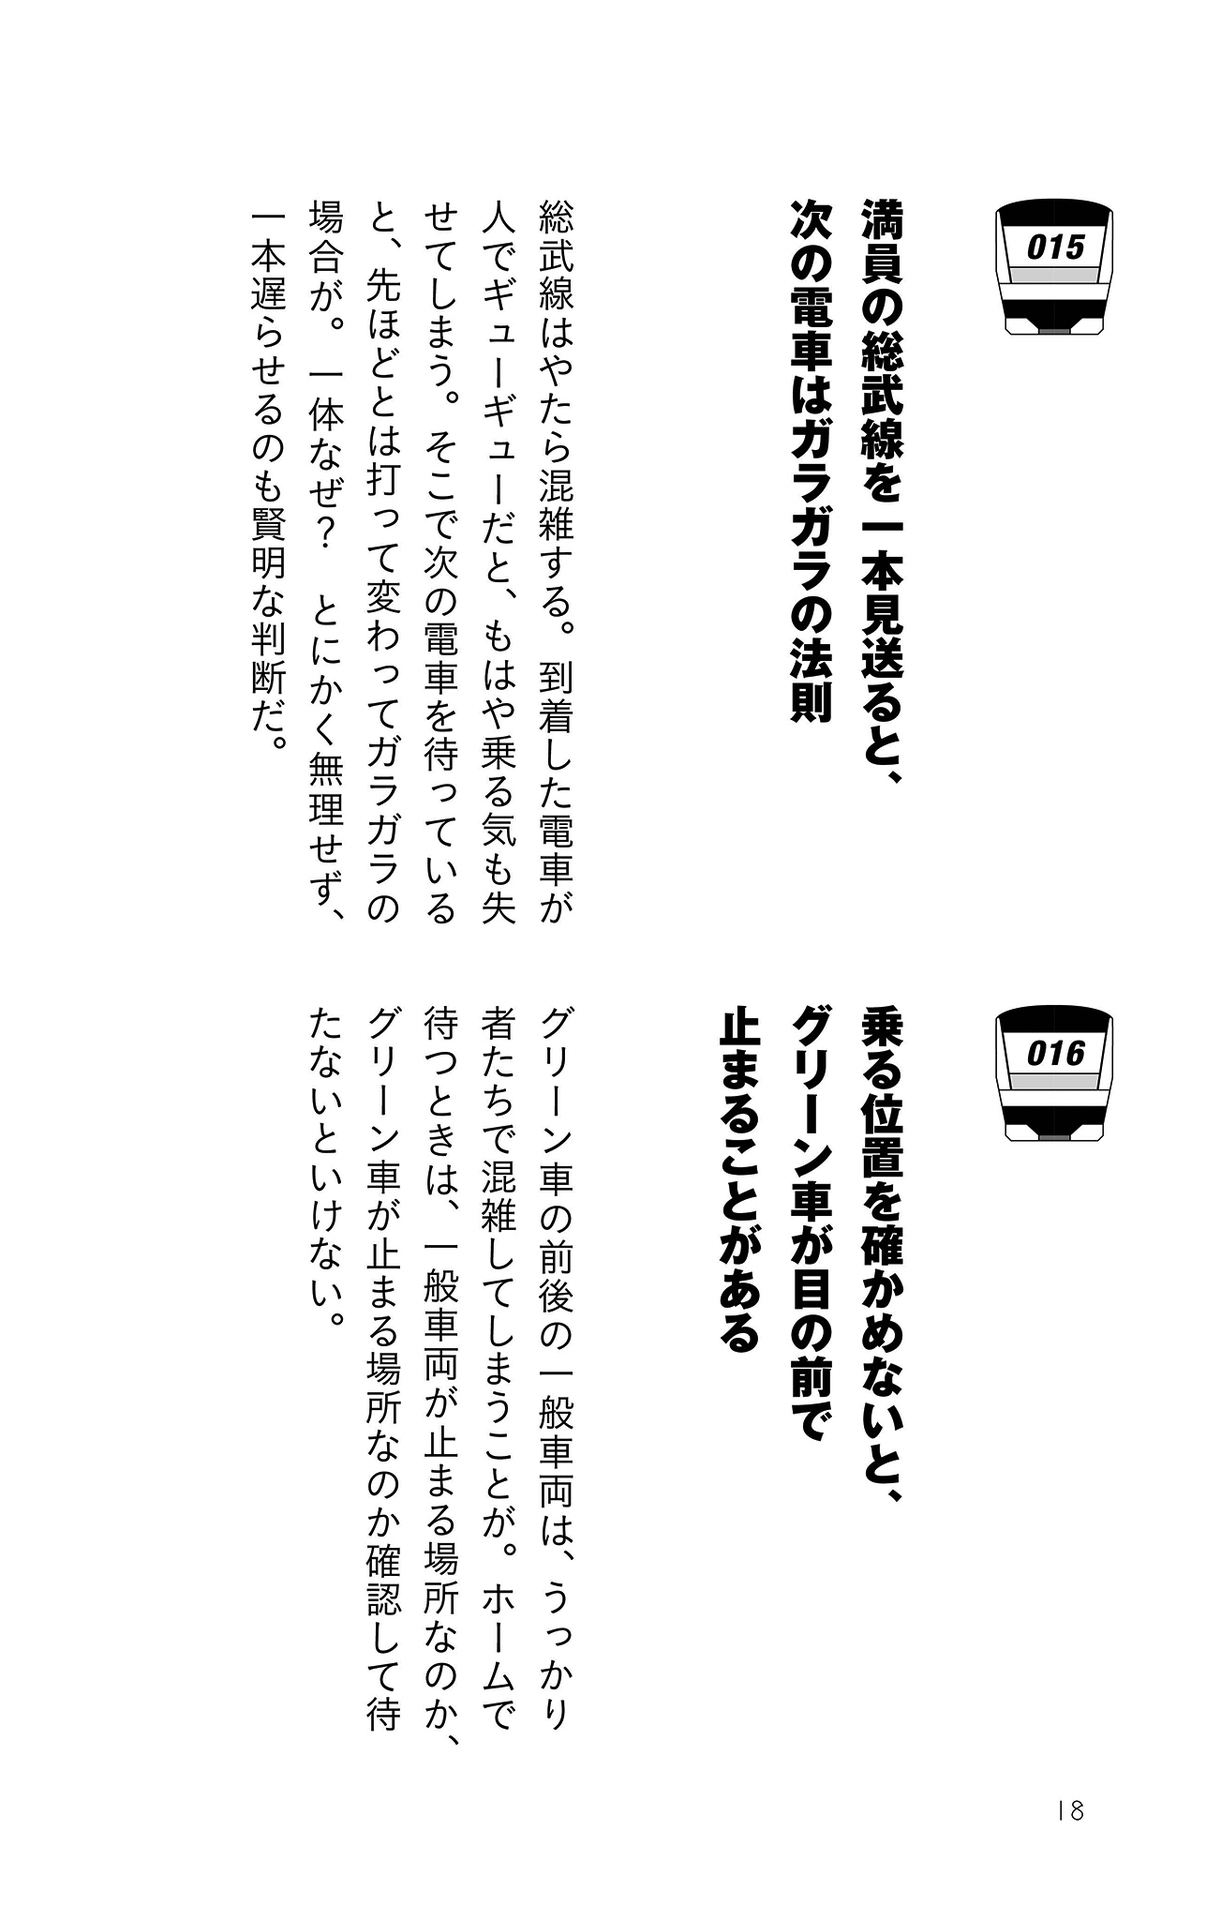 015
満員の総武線を一本見送ると、
次の電車はガラガラの法則
総武線はやたら混雑する。到着した電車が
人でギューギューだと、もはや乗る気も失
せてしまう。そこで次の電車を待っている
と、先ほどとは打って変わってガラガラの
場合が。一体なぜ?　とにかく無理せず、
一本遅らせるのも賢明な判断だ。
016
乗る位置を確かめないと、
グリーン車が目の前で
止まることがある
グリーン車の前後の一般車両は、うっかり
者たちで混雑してしまうことが。ホームで
待つときは、一般車両が止まる場所なのか、
グリーン車が止まる場所なのか確認して待
たないといけない。
18